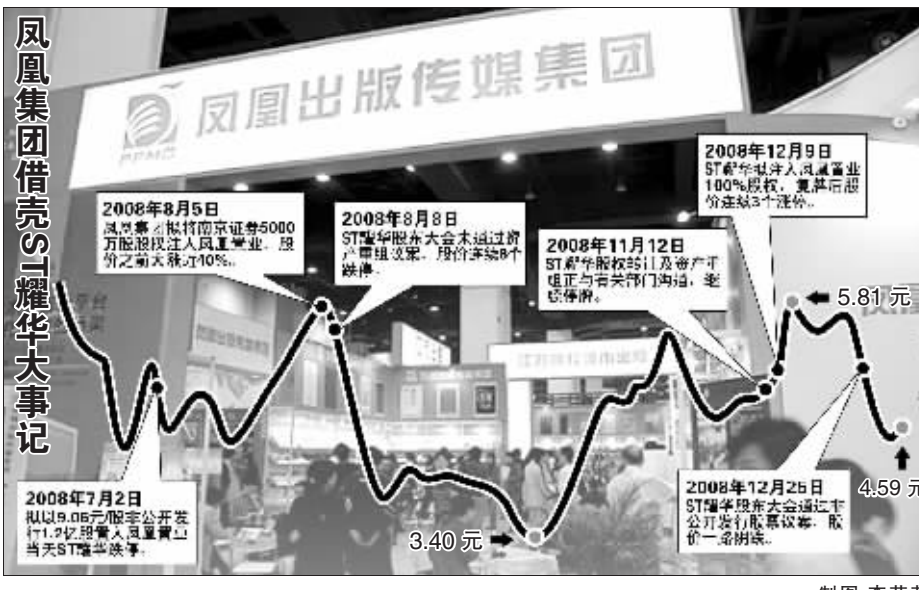 凤凰集团借壳ST耀华大事记
凤凰出版传媒集团
PPMG
2008年7月2日
拟以9.06元/股非公开发
行1.2亿股置入凤凰置业
当天ST耀华跌停。
2008年8月5日
凤凰集团拟将南京证券5000
万股股权注入凤凰置业，股
价之前大涨近40%。
2008年8月8日
ST耀华股东大会未通过资
产重组议案，股价连续8个
跌停。
3.40 元
2008年11月12日
ST耀华股权转让及资产重
组正与有关部门沟通，继
续停牌。
2008年12月9日
ST耀华拟注入凤凰置业
100%股权，复牌后股
价连续3个涨停。
5.81 元
2008年12月25日
ST耀华股东大会通过非
公开发行股票议案，股
价一路阴跌。
4.59 元